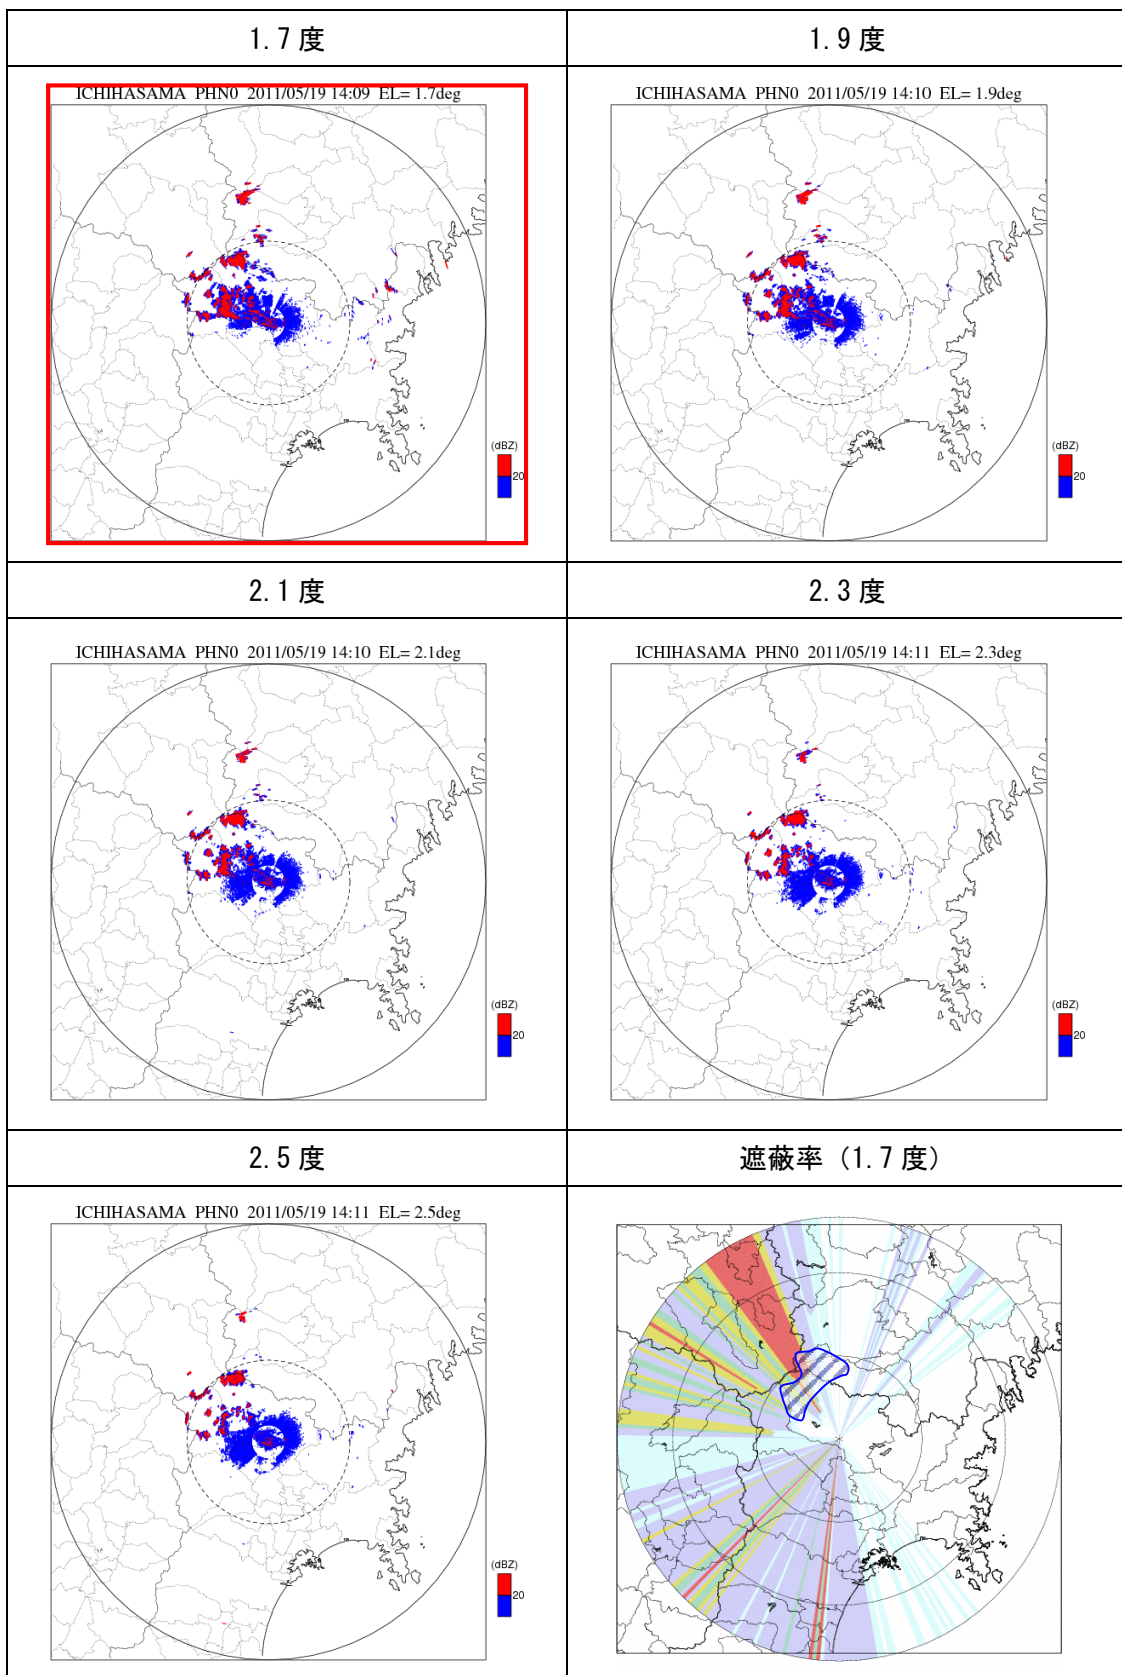 1.7 度
1.9 度
ICHIHASAMA PHN0 2011/05/19 14:09 EL= 1.7deg
ICHIHASAMA PHN0 2011/05/19 14:10 EL= 1.9deg
(dBZ)
20
(dBZ)
20
2.1 度
2.3 度
ICHIHASAMA PHN0 2011/05/19 14:10 EL= 2.1deg
ICHIHASAMA PHN0 2011/05/19 14:11 EL= 2.3deg
(dBZ)
20
(dBZ)
20
2.5 度
遮蔽率（1.7 度）
ICHIHASAMA PHN0 2011/05/19 14:11 EL= 2.5deg
(dBZ)
20